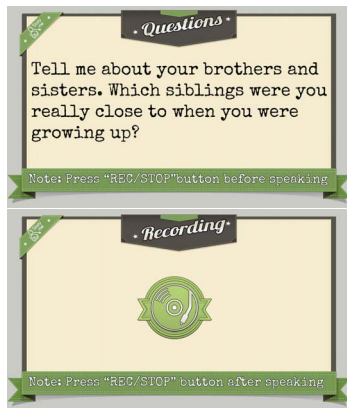 Questions
Tell me about your brothers and
sisters. Which siblings were you
really close to when you were
growing up?
Note: Press “REC/STOP”button before speaking
Recording
Note: Press “REC/STOP” button after speaking